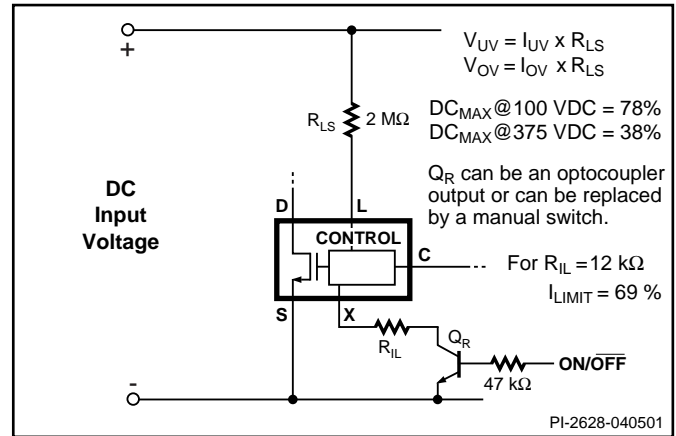 +
V_UV = I_UV x R_LS
V_OV = I_OV x R_LS
R_LS 2 MΩ
DC_MAX@100 VDC = 78%
DC_MAX@375 VDC = 38%
Q_R can be an optocoupler
output or can be replaced
by a manual switch.
DC
Input
Voltage
D L
CONTROL
C
For R_IL = 12 kΩ
I_LIMIT = 69 %
S X
R_IL
Q_R
47 kΩ
ON/O̅F̅F̅
-
PI-2628-040501